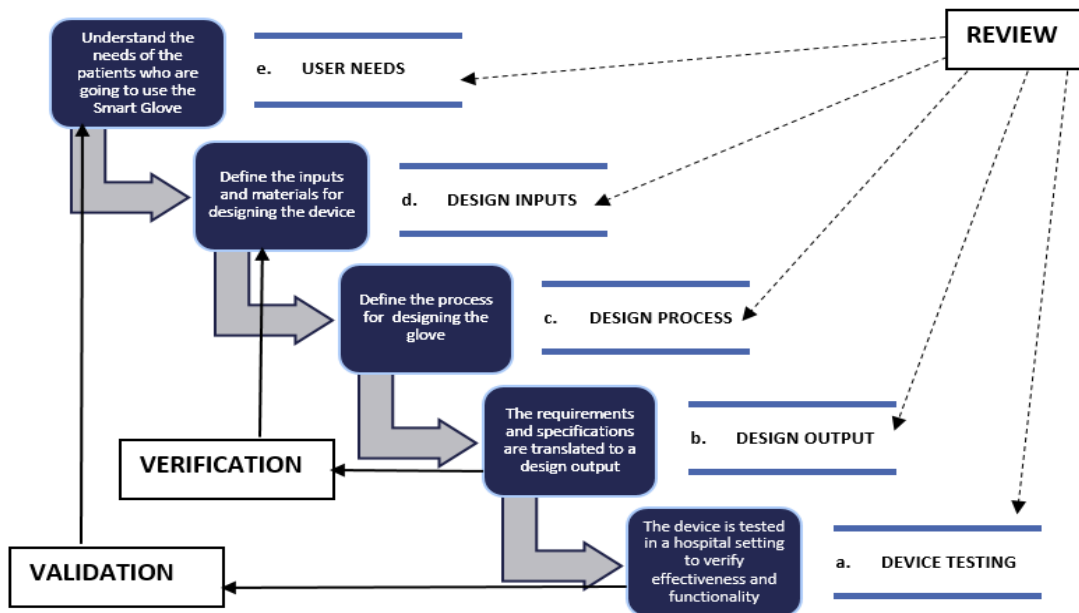 REVIEW
Understand the
needs of the
patients who are
going to use the
Smart Glove
e. USER NEEDS
Define the inputs
and materials for
designing the device
d. DESIGN INPUTS
Define the process
for designing the
glove
c. DESIGN PROCESS
The requirements
and specifications
are translated to
a design output
b. DESIGN OUTPUT
VERIFICATION
The device is tested
in a hospital setting
to verify
effectiveness and
functionality
a. DEVICE TESTING
VALIDATION